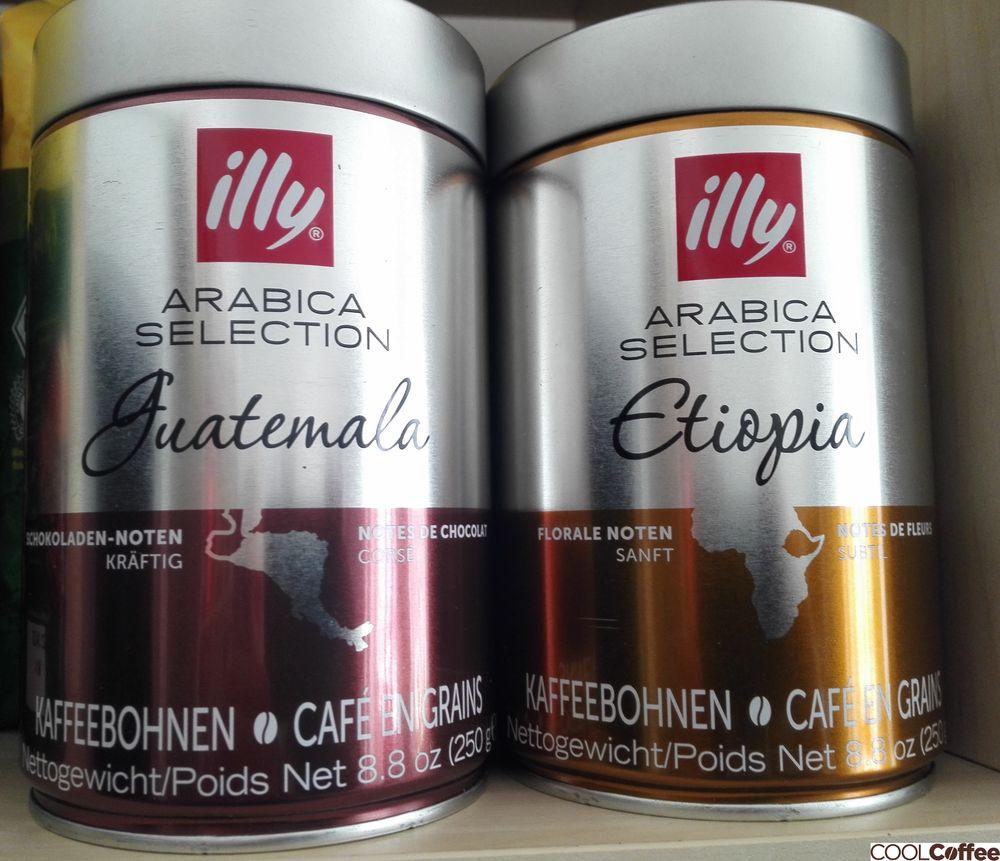 illy®
ARABICA
SELECTION
Guatemala
SCHOKOLADEN-NOTEN
KRÄFTIG
NOTES DE CHOCOLAT
CORSÉ
KAFFEEBOHNEN CAFÉ EN GRAINS
Nettogewicht/Poids Net 8.8 oz (250 g
illy®
ARABICA
SELECTION
Etiopia
FLORALE NOTEN
SANFT
NOTES DE FLEURS
SUBTIL
KAFFEEBOHNEN CAFÉ EN GRAINS
Nettogewicht/Poids Net 8.8 oz (250
COOLCoffee